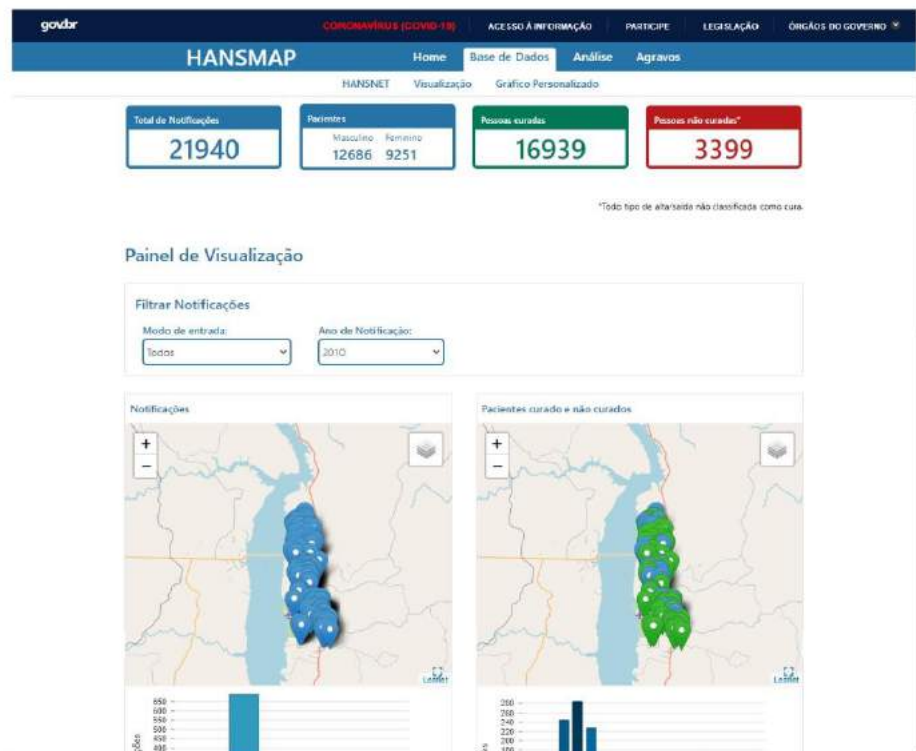 govbr
CORONAVÍRUS (COVID-19) ACESSO À INFORMAÇÃO PARTICIPE LEGISLAÇÃO ÓRGÃOS DO GOVERNO
HANSMAP Home Base de Dados Análise Agravos
HANSNET Visualização Gráfico Personalizado
Total de Notificações
21940
Pacientes
Masculino Feminino
12686 9251
Pessoas curadas
16939
Pessoas não curadas*
3399
*Todo tipo de alta/saída não classificada como cura.
Painel de Visualização
Filtrar Notificações
Modo de entrada: Ano de Notificação:
Todos 2010
Notificações
+
−
Leaflet
650
600
550
500
450
400
Pacientes curado e não curados
+
−
Leaflet
280
260
240
220
200
180